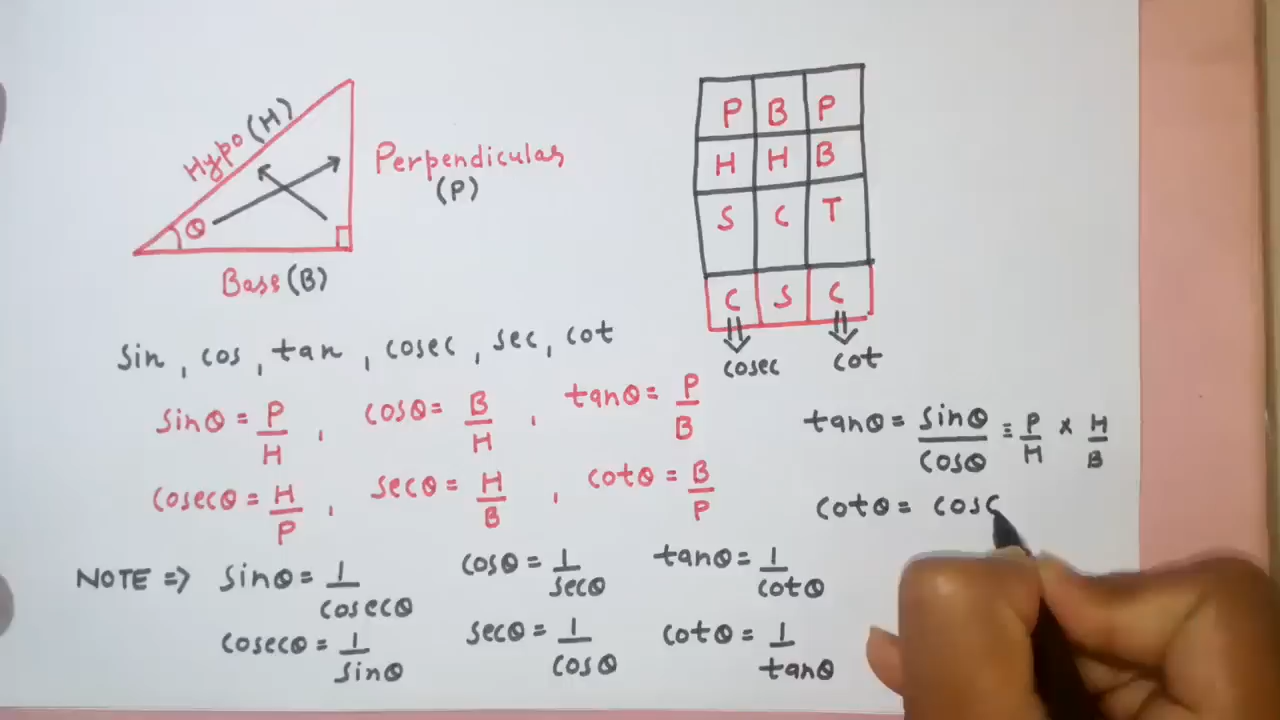 Hypo (H)
Perpendicular
(P)
θ
Base (B)
P B P
H H B
S C T
C S C
cosec cot
sin , cos , tan , cosec , sec , cot
sinθ = P/H , cosθ = B/H , tanθ = P/B
cosecθ = H/P , secθ = H/B , cotθ = B/P
tanθ = sinθ/cosθ = P/H × H/B
cotθ = cos
NOTE => sinθ = 1/cosecθ cosθ = 1/secθ tanθ = 1/cotθ
cosecθ = 1/sinθ secθ = 1/cosθ cotθ = 1/tanθ